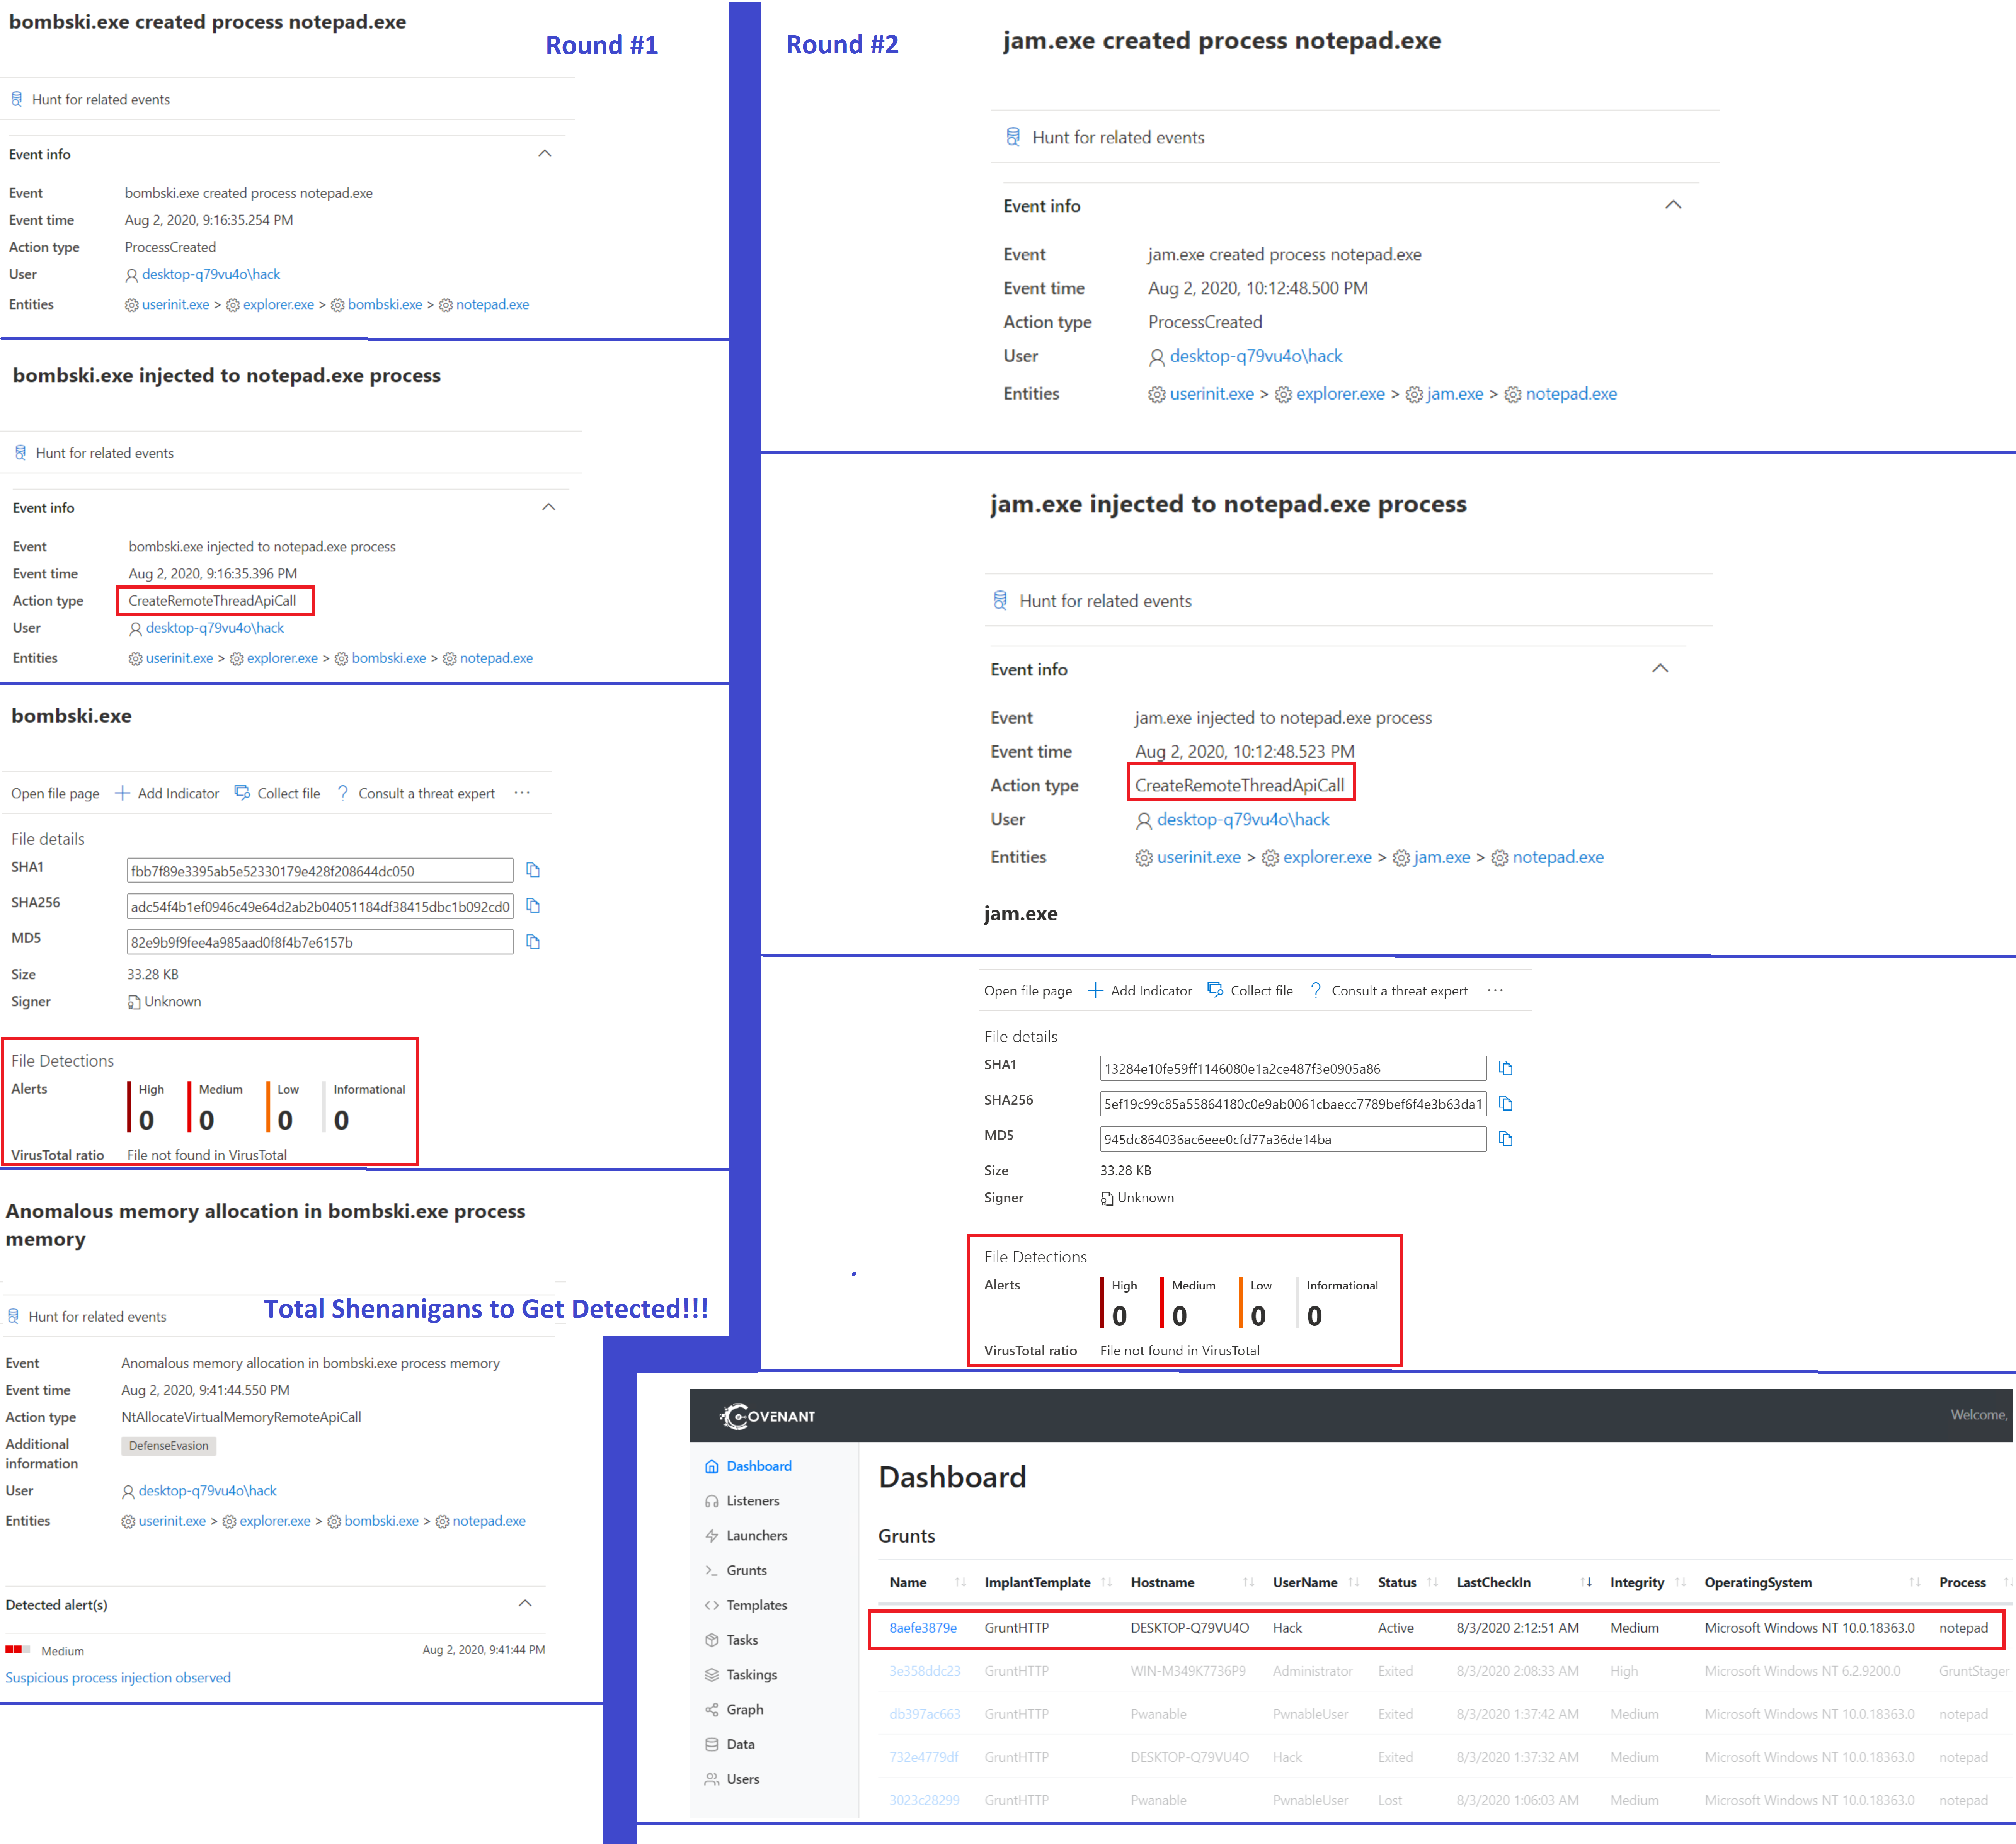 bombski.exe created process notepad.exe
Round #1
Hunt for related events
Event info
Event bombski.exe created process notepad.exe
Event time Aug 2, 2020, 9:16:35.254 PM
Action type ProcessCreated
User desktop-q79vu4o\hack
Entities userinit.exe > explorer.exe > bombski.exe > notepad.exe
bombski.exe injected to notepad.exe process
Hunt for related events
Event info
Event bombski.exe injected to notepad.exe process
Event time Aug 2, 2020, 9:16:35.396 PM
Action type CreateRemoteThreadApiCall
User desktop-q79vu4o\hack
Entities userinit.exe > explorer.exe > bombski.exe > notepad.exe
bombski.exe
Open file page Add Indicator Collect file ? Consult a threat expert ...
File details
SHA1 fbb7f89e3395ab5e52330179e428f208644dc050
SHA256 adc54f4b1ef0946c49e64d2ab2b04051184df38415dbc1b092cd0
MD5 82e9b9f9fee4a985aad0f8f4b7e6157b
Size 33.28 KB
Signer Unknown
File Detections
Alerts High Medium Low Informational
0 0 0 0
VirusTotal ratio File not found in VirusTotal
Anomalous memory allocation in bombski.exe process
memory
Hunt for related events
Total Shenanigans to Get Detected!!!
Event Anomalous memory allocation in bombski.exe process memory
Event time Aug 2, 2020, 9:41:44.550 PM
Action type NtAllocateVirtualMemoryRemoteApiCall
Additional DefenseEvasion
information
User desktop-q79vu4o\hack
Entities userinit.exe > explorer.exe > bombski.exe > notepad.exe
Detected alert(s)
Medium Aug 2, 2020, 9:41:44 PM
Suspicious process injection observed
Round #2
jam.exe created process notepad.exe
Hunt for related events
Event info
Event jam.exe created process notepad.exe
Event time Aug 2, 2020, 10:12:48.500 PM
Action type ProcessCreated
User desktop-q79vu4o\hack
Entities userinit.exe > explorer.exe > jam.exe > notepad.exe
jam.exe injected to notepad.exe process
Hunt for related events
Event info
Event jam.exe injected to notepad.exe process
Event time Aug 2, 2020, 10:12:48.523 PM
Action type CreateRemoteThreadApiCall
User desktop-q79vu4o\hack
Entities userinit.exe > explorer.exe > jam.exe > notepad.exe
jam.exe
Open file page Add Indicator Collect file ? Consult a threat expert ...
File details
SHA1 13284e10fe59ff1146080e1a2ce487f3e0905a86
SHA256 5ef19c99c85a55864180c0e9ab0061cbaecc7789bef6f4e3b63da1
MD5 945dc864036ac6eee0cfd77a36de14ba
Size 33.28 KB
Signer Unknown
File Detections
Alerts High Medium Low Informational
0 0 0 0
VirusTotal ratio File not found in VirusTotal
COVENANT Welcome,
Dashboard
Listeners
Launchers
Grunts
Templates
Tasks
Taskings
Graph
Data
Users
Dashboard
Grunts
Name ImplantTemplate Hostname UserName Status LastCheckIn Integrity OperatingSystem Process
8aefe3879e GruntHTTP DESKTOP-Q79VU4O Hack Active 8/3/2020 2:12:51 AM Medium Microsoft Windows NT 10.0.18363.0 notepad
3e358ddc23 GruntHTTP WIN-M349K7736P9 Administrator Exited 8/3/2020 2:08:33 AM High Microsoft Windows NT 6.2.9200.0 GruntStager
db397ac663 GruntHTTP Pwanable PwnableUser Exited 8/3/2020 1:37:42 AM Medium Microsoft Windows NT 10.0.18363.0 notepad
732e4779df GruntHTTP DESKTOP-Q79VU4O Hack Exited 8/3/2020 1:37:32 AM Medium Microsoft Windows NT 10.0.18363.0 notepad
3023c28299 GruntHTTP Pwanable PwnableUser Lost 8/3/2020 1:06:03 AM Medium Microsoft Windows NT 10.0.18363.0 notepad